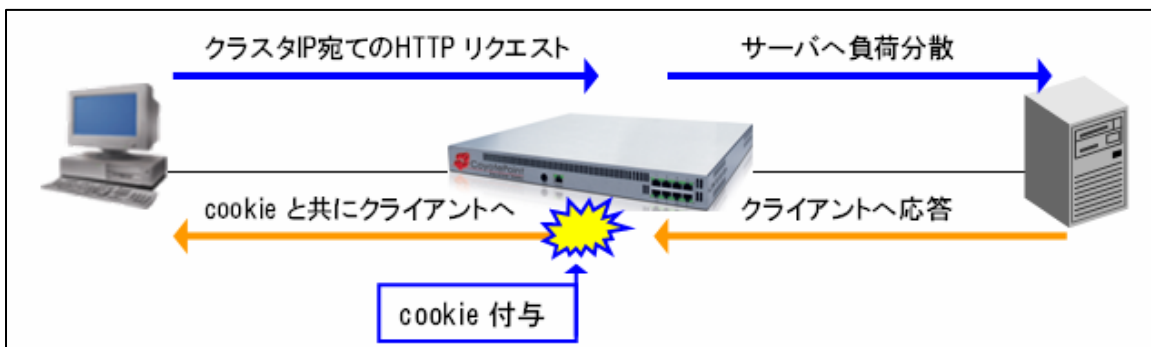 クラスタIP宛てのHTTP リクエスト
サーバへ負荷分散
CoyotePoint
cookie と共にクライアントへ
クライアントへ応答
cookie 付与